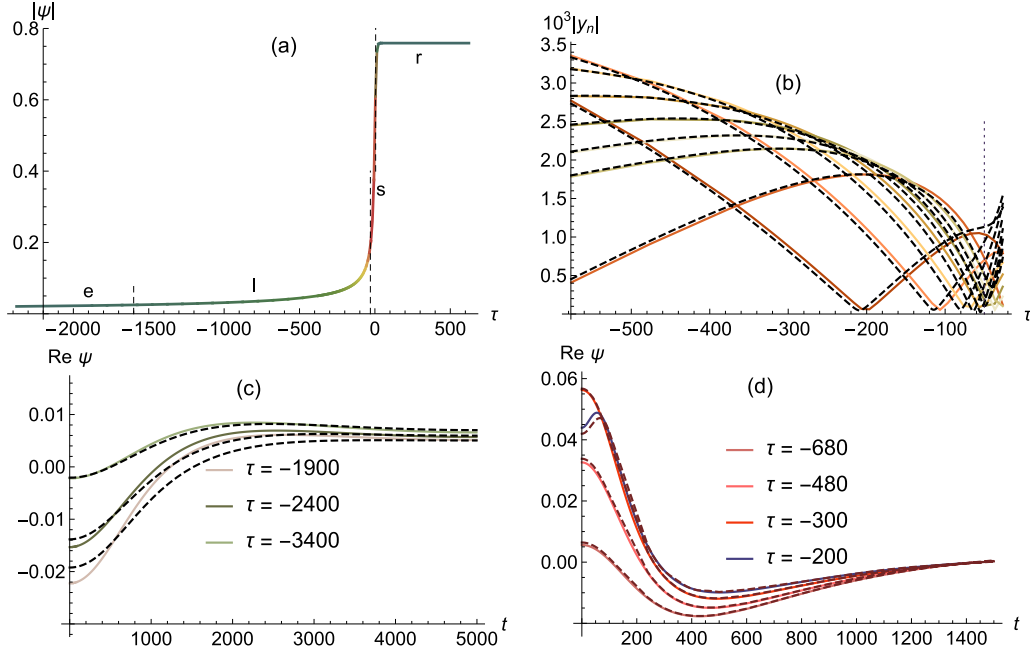 |ψ|
(a)
0.8
0.6
0.4
0.2
0.0
e
l
s
r
−2000 −1500 −1000 −500 0 500 τ
10³|yₙ|
(b)
3.5
3.0
2.5
2.0
1.5
1.0
0.5
−500 −400 −300 −200 −100 τ
Re ψ
(c)
0.01
0.00
−0.01
−0.02
τ = −1900
τ = −2400
τ = −3400
1000 2000 3000 4000 5000 t
Re ψ
(d)
0.06
0.04
0.02
0.00
τ = −680
τ = −480
τ = −300
τ = −200
200 400 600 800 1000 1200 1400 t